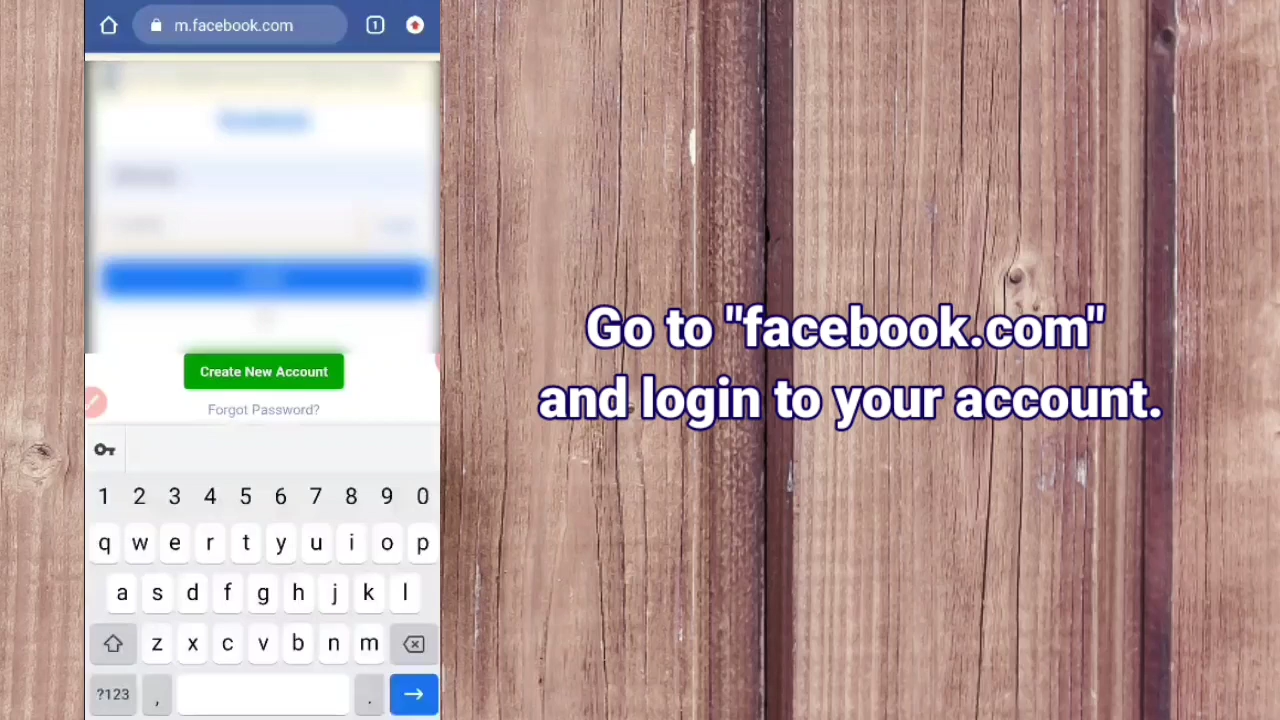 m.facebook.com
1
Create New Account
Forgot Password?
1 2 3 4 5 6 7 8 9 0
q w e r t y u i o p
a s d f g h j k l
z x c v b n m
?123 , .
Go to "facebook.com"
and login to your account.